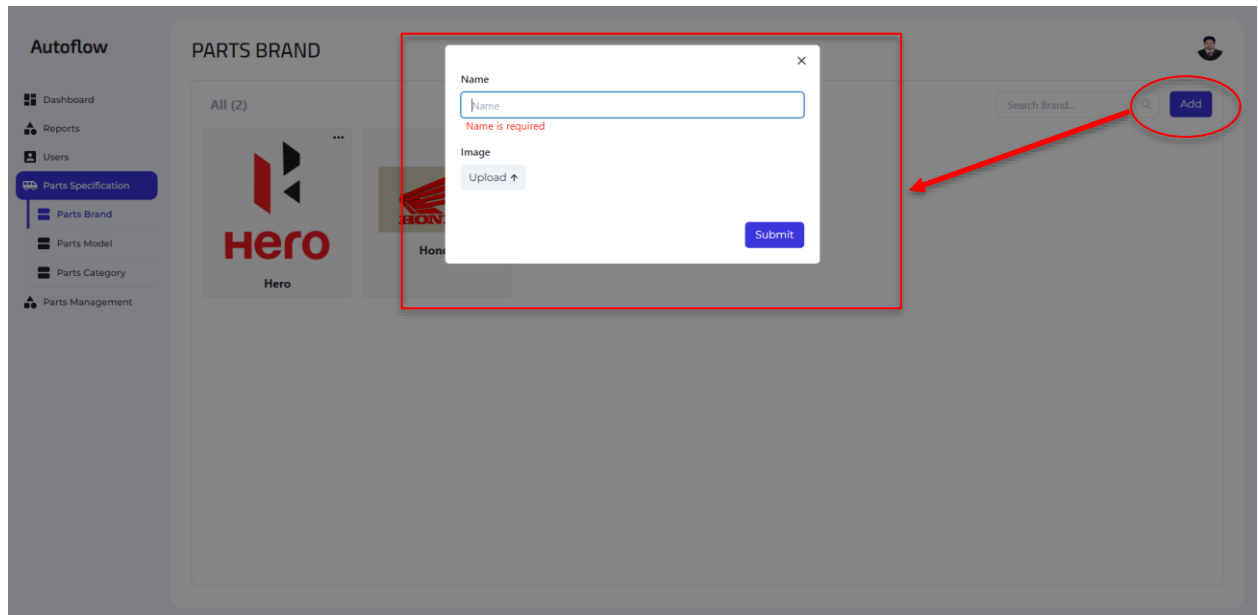 Autoflow
PARTS BRAND
Dashboard
Reports
Users
Parts Specification
Parts Brand
Parts Model
Parts Category
Parts Management
All (2)
Search Brand...
Add
Name
Name
Name is required
Image
Upload ↑
Submit
Hero
Hero